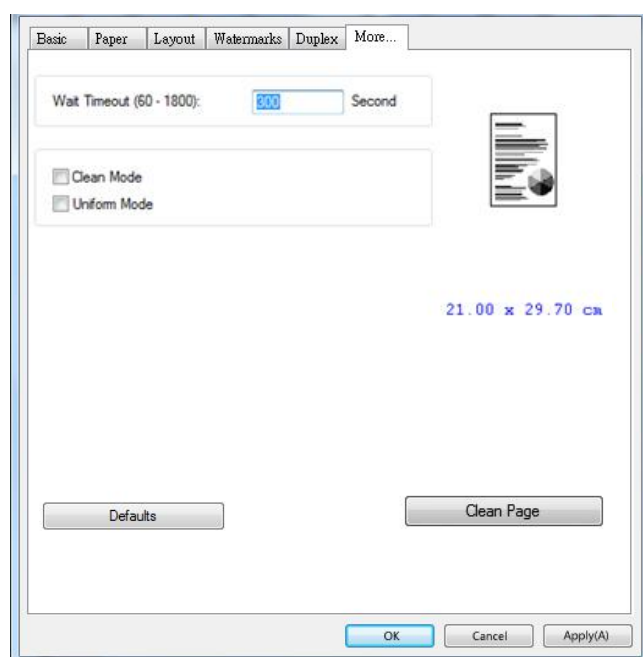 Basic Paper Layout Watermarks Duplex More...
Wait Timeout (60 - 1800): 300 Second
Clean Mode
Uniform Mode
21.00 x 29.70 cm
Defaults Clean Page
OK Cancel Apply(A)